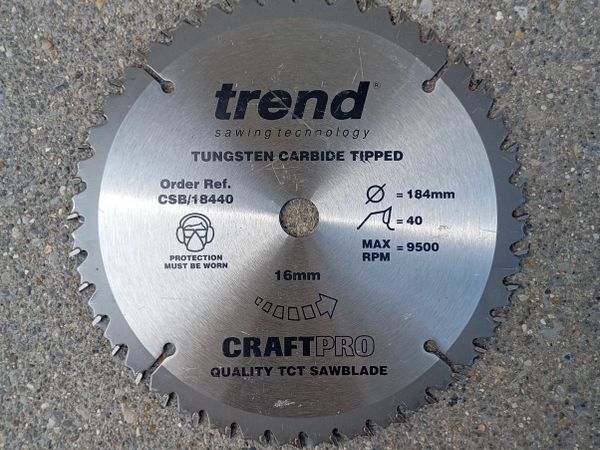 trend®
sawing technology
TUNGSTEN CARBIDE TIPPED
Order Ref.
CSB/18440
PROTECTION
MUST BE WORN
Ø = 184mm
= 40
MAX RPM = 9500
16mm
CRAFTPRO
QUALITY TCT SAWBLADE